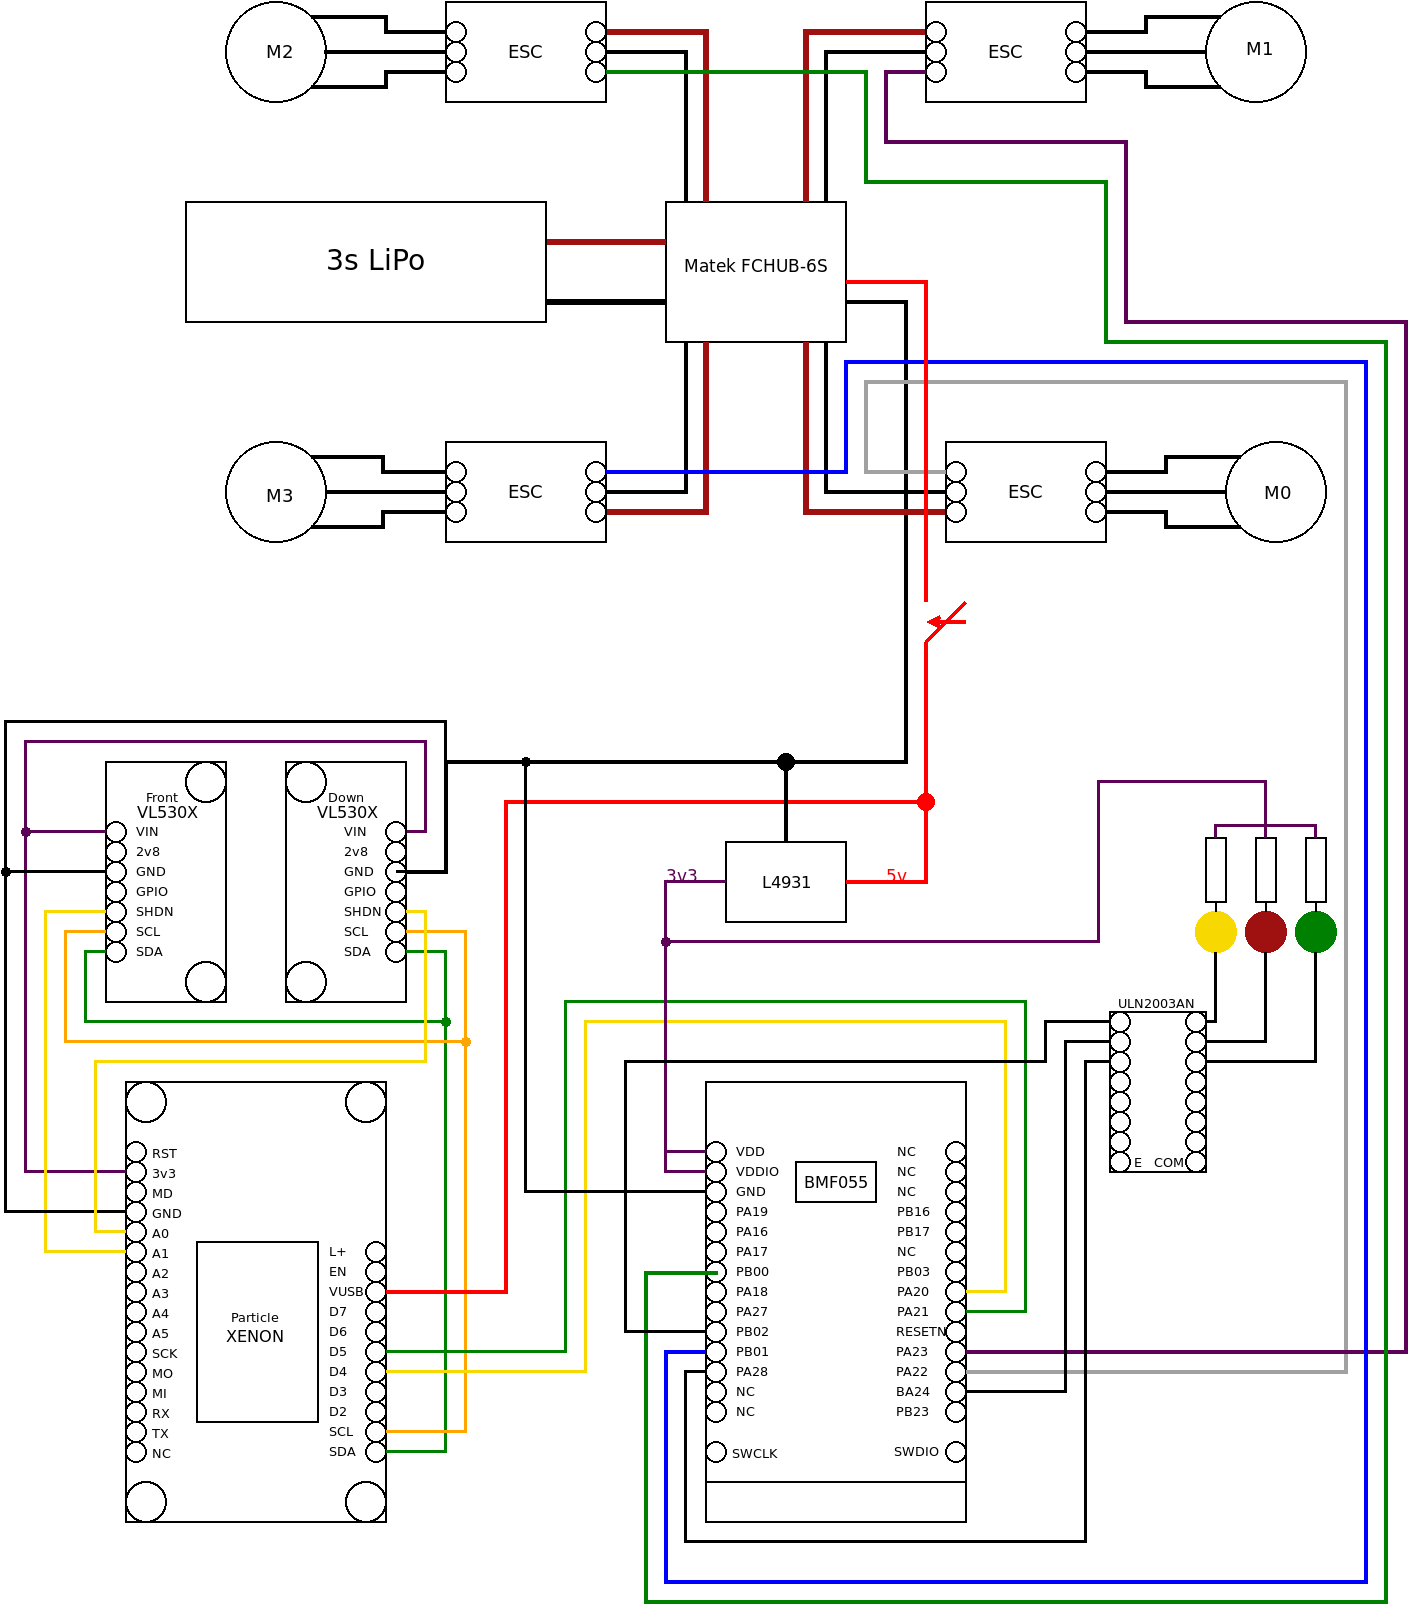 M2
ESC
ESC
M1
3s LiPo
Matek FCHUB-6S
M3
ESC
ESC
M0
Front
VL530X
VIN
2v8
GND
GPIO
SHDN
SCL
SDA
Down
VL530X
VIN
2v8
GND
GPIO
SHDN
SCL
SDA
3v3
L4931
5v
ULN2003AN
E COM
RST
3v3
MD
GND
A0
A1
A2
A3
A4
A5
SCK
MO
MI
RX
TX
NC
Particle
XENON
L+
EN
VUSB
D7
D6
D5
D4
D3
D2
SCL
SDA
VDD
VDDIO
GND
PA19
PA16
PA17
PB00
PA18
PA27
PB02
PB01
PA28
NC
NC
SWCLK
BMF055
NC
NC
NC
PB16
PB17
NC
PB03
PA20
PA21
RESETN
PA23
PA22
BA24
PB23
SWDIO